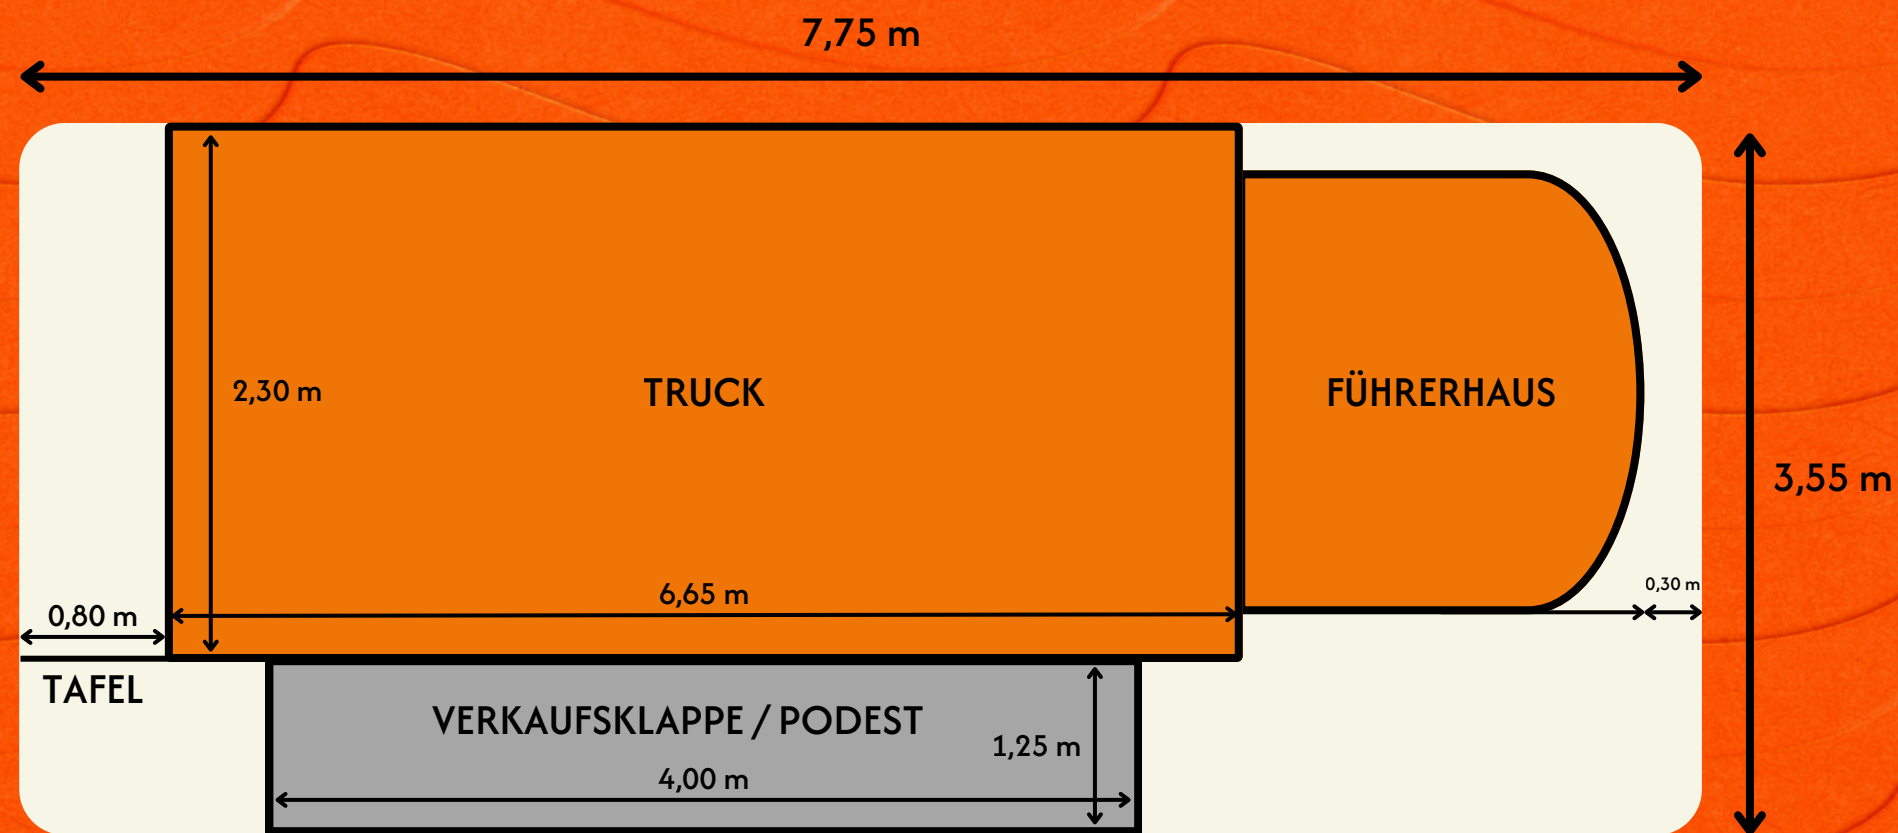 7,75 m
2,30 m
TRUCK
FÜHRERHAUS
3,55 m
0,30 m
6,65 m
0,80 m
TAFEL
VERKAUFSKLAPPE / PODEST
1,25 m
4,00 m